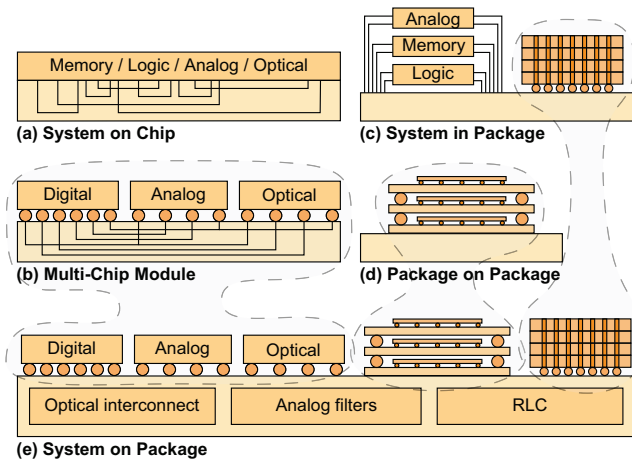 Memory / Logic / Analog / Optical
(a) System on Chip
Analog
Memory
Logic
(c) System in Package
Digital
Analog
Optical
(b) Multi-Chip Module
(d) Package on Package
Digital
Analog
Optical
Optical interconnect
Analog filters
RLC
(e) System on Package